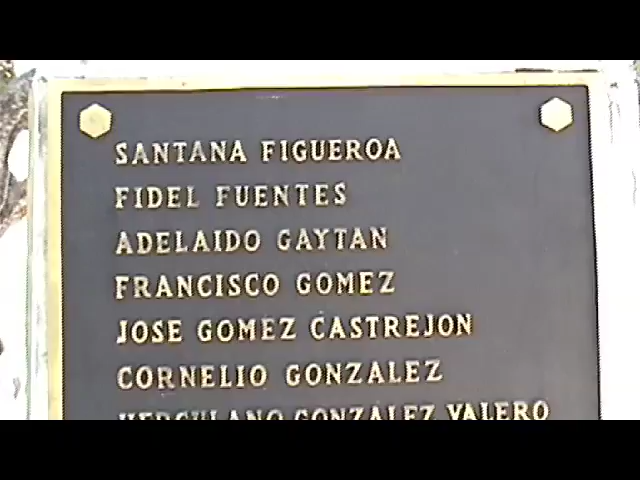 SANTANA FIGUEROA
FIDEL FUENTES
ADELAIDO GAYTAN
FRANCISCO GOMEZ
JOSE GOMEZ CASTREJON
CORNELIO GONZALEZ
HERCULANO GONZALEZ VALERO